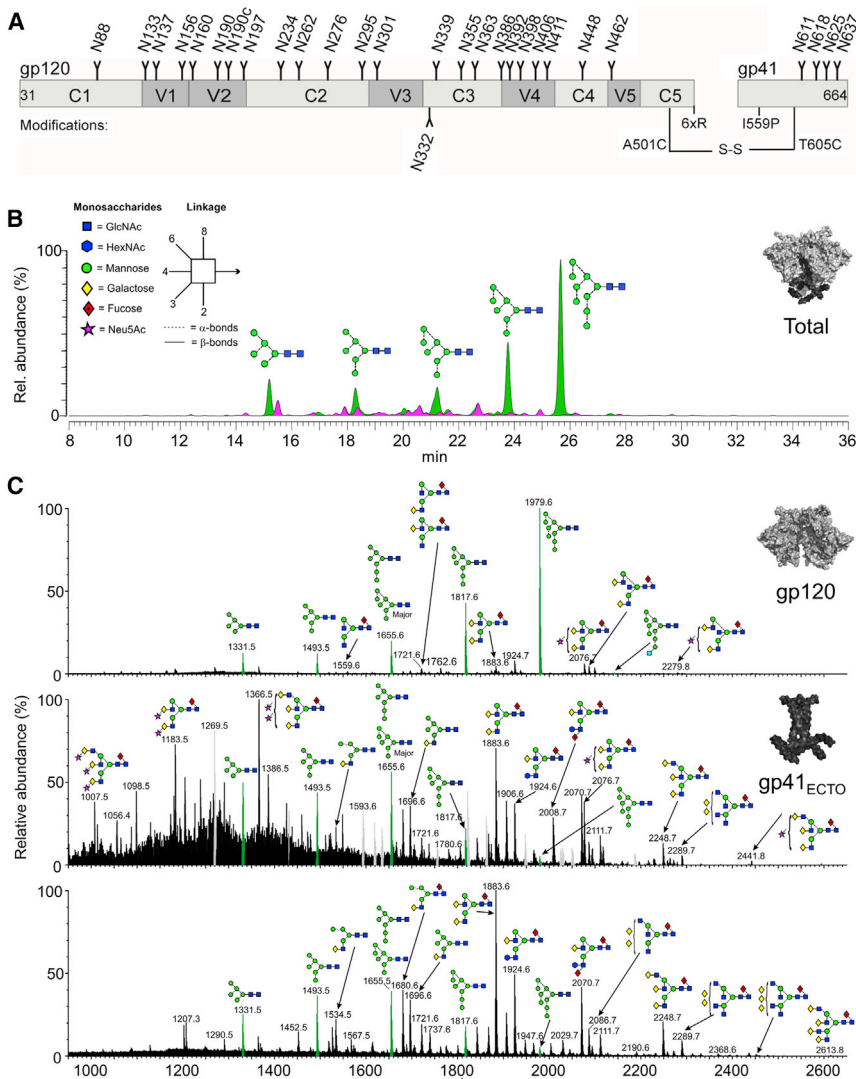 A
N88
N133
N137
N156
N160
N190
N190c
N197
N234
N262
N276
N295
N301
N339
N355
N363
N386
N392
N398
N406
N411
N448
N462
N611
N618
N625
N637
gp120
gp41
31
C1
V1
V2
C2
V3
C3
V4
C4
V5
C5
664
Modifications:
N332
6xR
I559P
A501C
S-S
T605C
B
Monosaccharides
Linkage
= GlcNAc
= HexNAc
= Mannose
= Galactose
= Fucose
= Neu5Ac
6
8
4
3
2
= α-bonds
= β-bonds
Rel. abundance (%)
100
50
0
Total
8 10 12 14 16 18 20 22 24 26 28 30 32 34 36
min
C
Relative abundance (%)
100
50
0
1331.5
1493.5
1559.6
1655.6
Major
1721.6
1762.6
1817.6
1883.6
1924.7
1979.6
2076.7
2279.8
gp120
100
50
0
1007.5
1056.4
1098.5
1183.5
1269.5
1366.5
1386.5
1493.5
1593.6
1655.6
Major
1696.6
1721.6
1780.6
1817.6
1883.6
1906.6
1924.6
2008.7
2070.7
2076.7
2111.7
2248.7
2289.7
2441.8
gp41ECTO
100
50
0
1207.3
1290.5
1331.5
1452.5
1493.5
1534.5
1567.5
1655.5
1680.6
1696.6
1721.6
1737.6
1817.6
1883.6
1924.6
1947.6
2029.7
2070.7
2086.7
2111.7
2190.6
2248.7
2289.7
2368.6
2613.8
1000 1200 1400 1600 1800 2000 2200 2400 2600